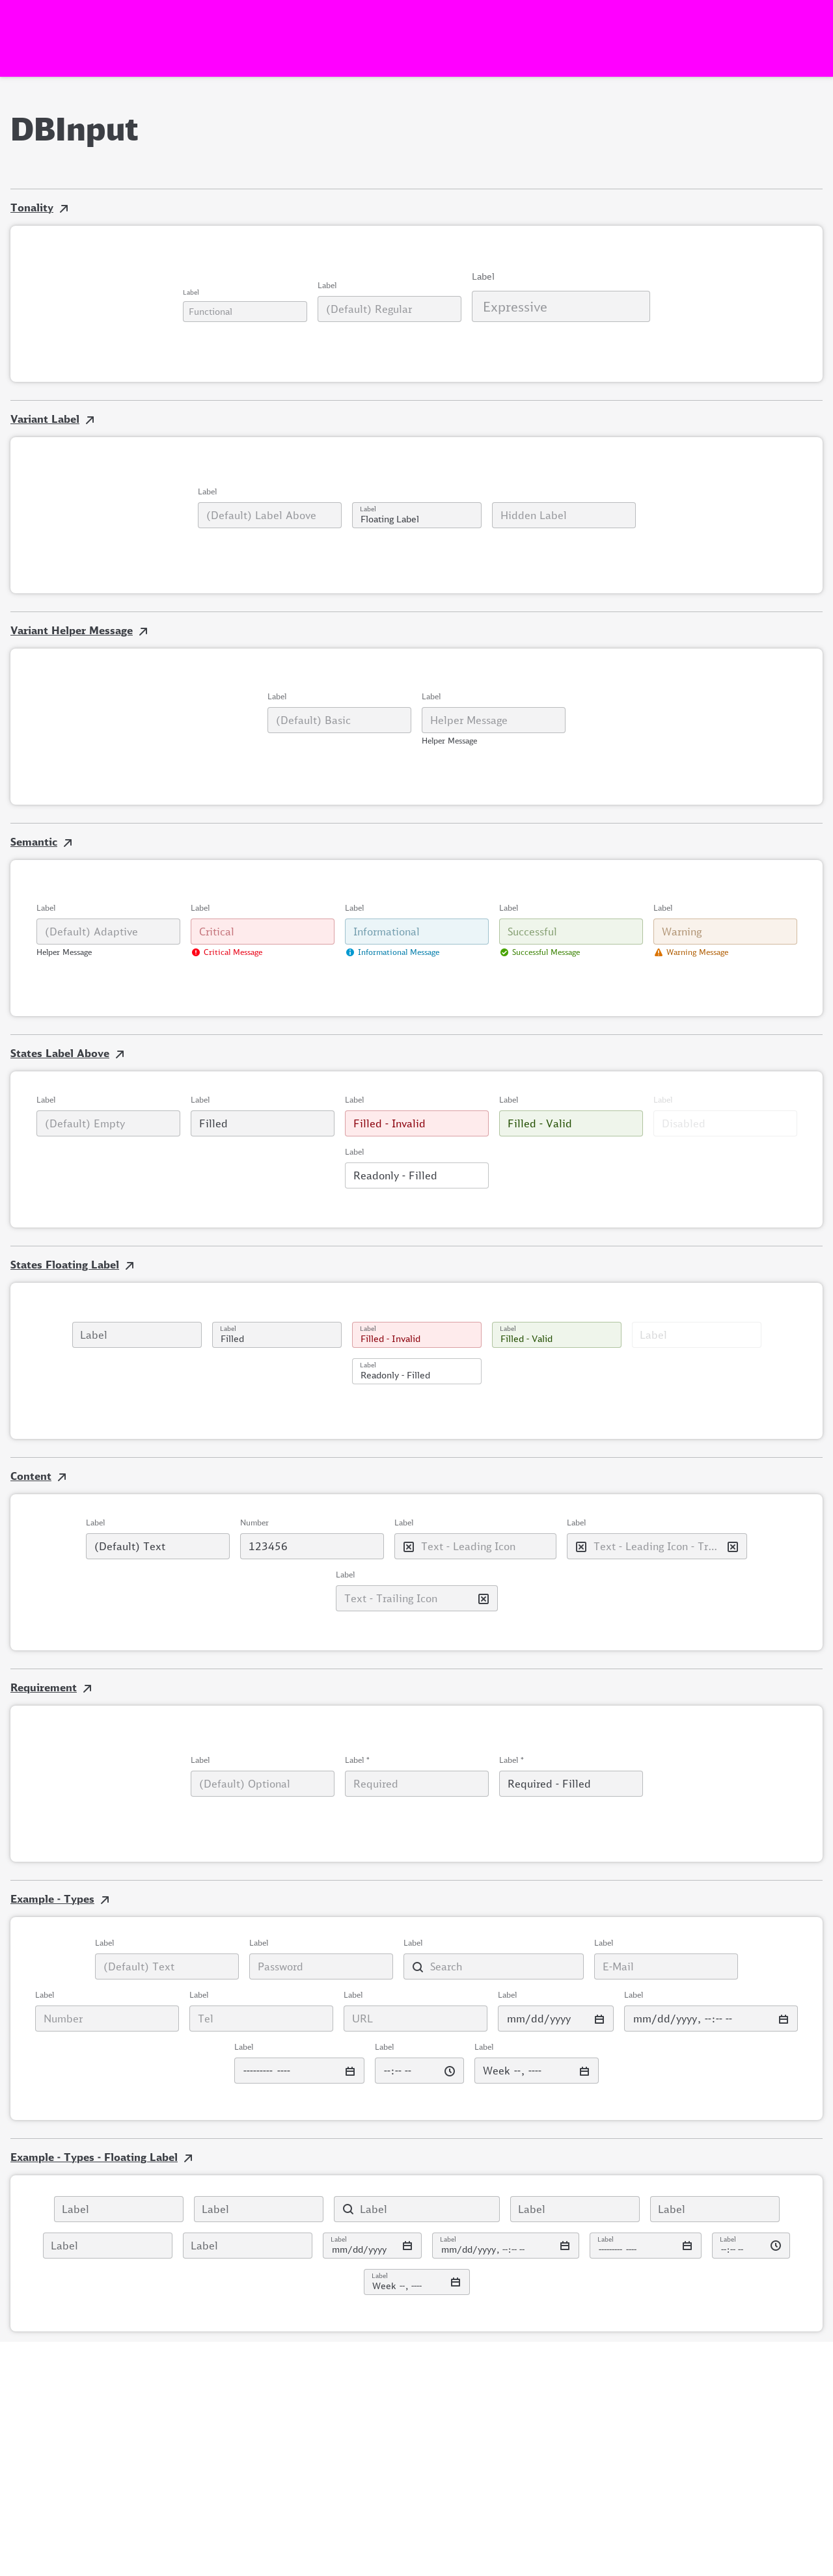 DBInput
Tonality
Label
Label
Label
Functional
(Default) Regular
Expressive
Variant Label
Label
(Default) Label Above
Label
Floating Label
Hidden Label
Variant Helper Message
Label
Label
(Default) Basic
Helper Message
Helper Message
Semantic
Label
Label
Label
Label
Label
(Default) Adaptive
Critical
Informational
Successful
Warning
Helper Message
Critical Message
Informational Message
Successful Message
Warning Message
States Label Above
Label
Label
Label
Label
Label
(Default) Empty
Filled
Filled - Invalid
Filled - Valid
Disabled
Label
Readonly - Filled
States Floating Label
Label
Label
Filled
Label
Filled - Invalid
Label
Filled - Valid
Label
Label
Readonly - Filled
Content
Label
Number
Label
Label
(Default) Text
123456
Text - Leading Icon
Text - Leading Icon - Tr...
Label
Text - Trailing Icon
Requirement
Label
Label *
Label *
(Default) Optional
Required
Required - Filled
Example - Types
Label
Label
Label
Label
(Default) Text
Password
Search
E-Mail
Label
Label
Label
Label
Label
Number
Tel
URL
mm/dd/yyyy
mm/dd/yyyy, --:-- --
Label
Label
Label
--------- ----
--:-- --
Week --, ----
Example - Types - Floating Label
Label
Label
Label
Label
Label
Label
Label
Label
mm/dd/yyyy
Label
mm/dd/yyyy, --:-- --
Label
--------- ----
Label
--:-- --
Label
Week --, ----